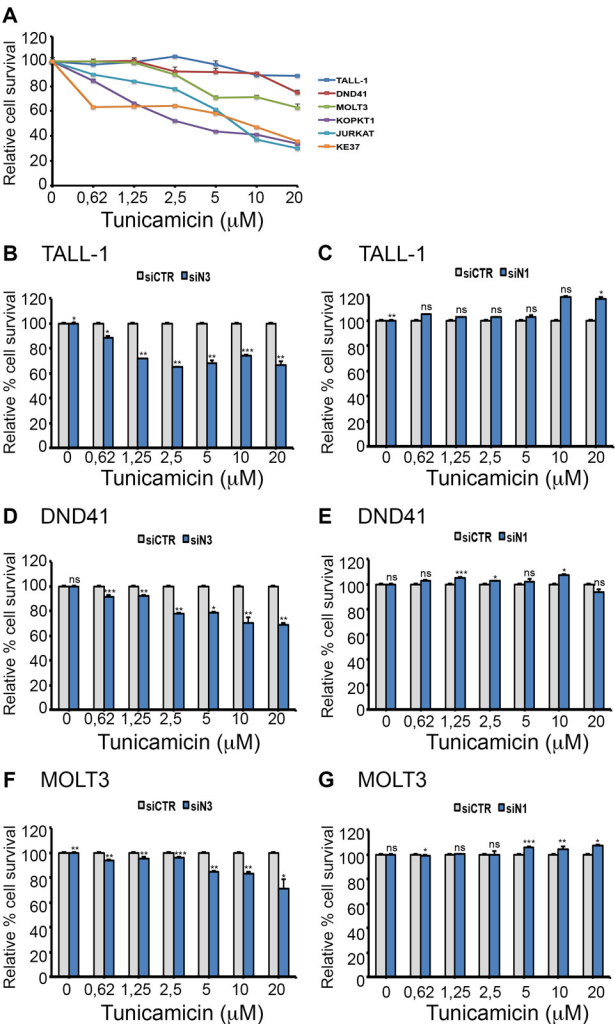 A
Relative cell survival
120
100
80
60
40
20
0
0 0,62 1,25 2,5 5 10 20
Tunicamicin (μM)
TALL-1
DND41
MOLT3
KOPKT1
JURKAT
KE37
B TALL-1
siCTR siN3
Relative % cell survival
120
100
80
60
40
20
0
* * ** ** ** *** **
0 0,62 1,25 2,5 5 10 20
Tunicamicin (μM)
C TALL-1
siCTR siN1
Relative % cell survival
120
100
80
60
40
20
0
** ns ns ns ns ns *
0 0,62 1,25 2,5 5 10 20
Tunicamicin (μM)
D DND41
siCTR siN3
Relative % cell survival
120
100
80
60
40
20
0
ns *** ** ** * ** **
0 0,62 1,25 2,5 5 10 20
Tunicamicin (μM)
E DND41
siCTR siN1
Relative % cell survival
120
100
80
60
40
20
0
ns ns *** * ns * ns
0 0,62 1,25 2,5 5 10 20
Tunicamicin (μM)
F MOLT3
siCTR siN3
Relative % cell survival
120
100
80
60
40
20
0
** ** ** *** ** ** *
0 0,62 1,25 2,5 5 10 20
Tunicamicin (μM)
G MOLT3
siCTR siN1
Relative % cell survival
120
100
80
60
40
20
0
ns * ns ns *** ** *
0 0,62 1,25 2,5 5 10 20
Tunicamicin (μM)